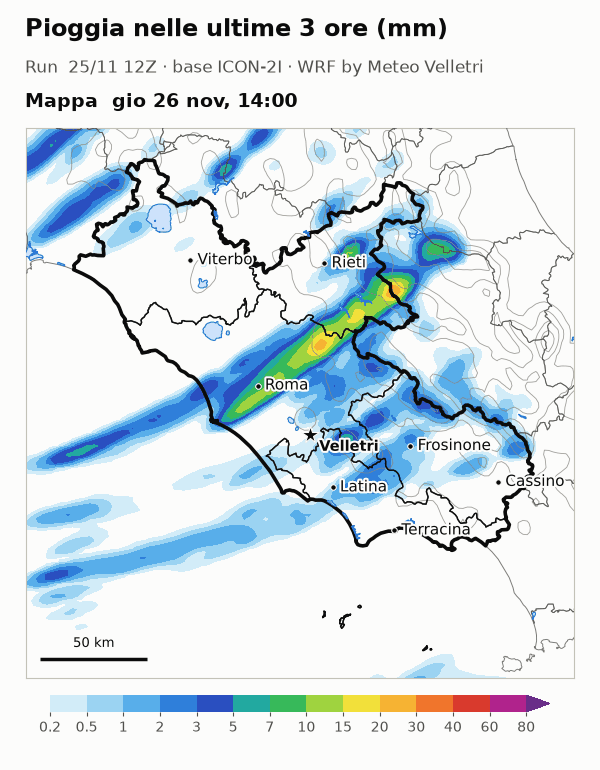 Pioggia nelle ultime 3 ore (mm)
Run  25/11 12Z · base ICON-2I · WRF by Meteo Velletri
Mappa  gio 26 nov, 14:00
Viterbo
Rieti
Roma
Velletri
Frosinone
Latina
Cassino
Terracina
50 km
0.2 0.5 1 2 3 5 7 10 15 20 30 40 60 80